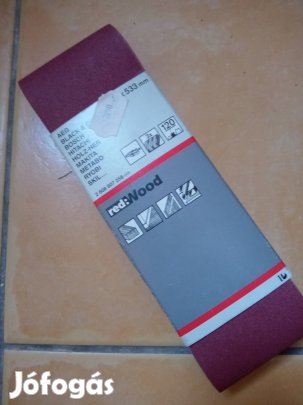 533 mm
AEG
BLACK
BOSCH
HITACHI
HOLZ-HER
MAKITA
METABO
RYOBI
SKIL...
120
red:Wood
Jófogás